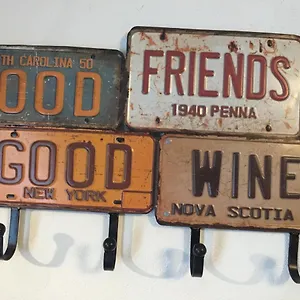 TH CAROLINA 50
OOD
FRIENDS
1940 PENNA
GOOD
NEW YORK
WINE
NOVA SCOTIA